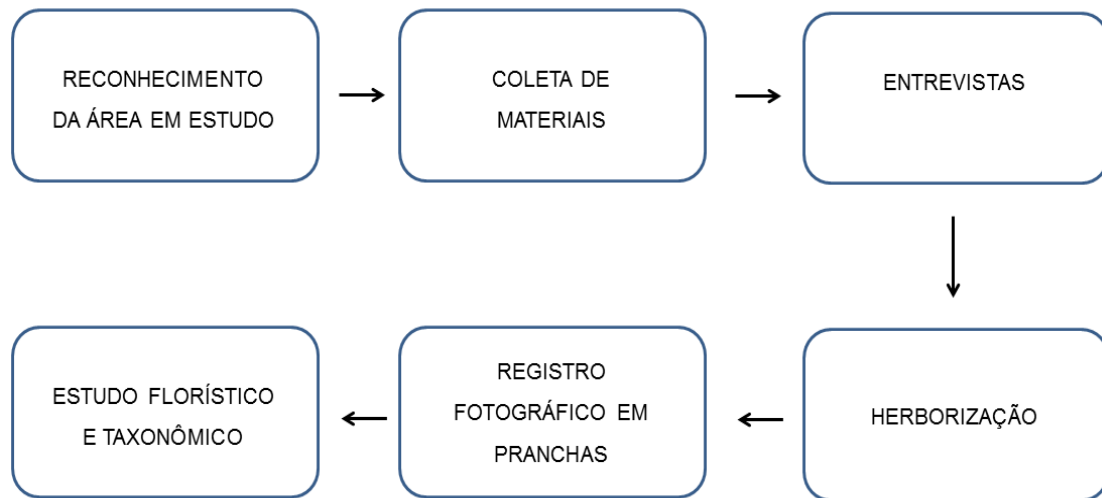 RECONHECIMENTO
DA ÁREA EM ESTUDO
COLETA DE
MATERIAIS
ENTREVISTAS
HERBORIZAÇÃO
REGISTRO
FOTOGRÁFICO EM
PRANCHAS
ESTUDO FLORÍSTICO
E TAXONÔMICO